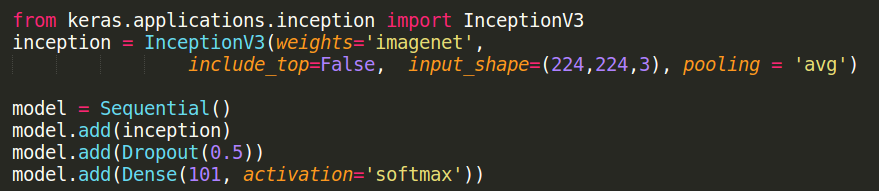 from keras.applications.inception import InceptionV3
inception = InceptionV3(weights='imagenet',
                include_top=False,  input_shape=(224,224,3), pooling = 'avg')

model = Sequential()
model.add(inception)
model.add(Dropout(0.5))
model.add(Dense(101, activation='softmax'))